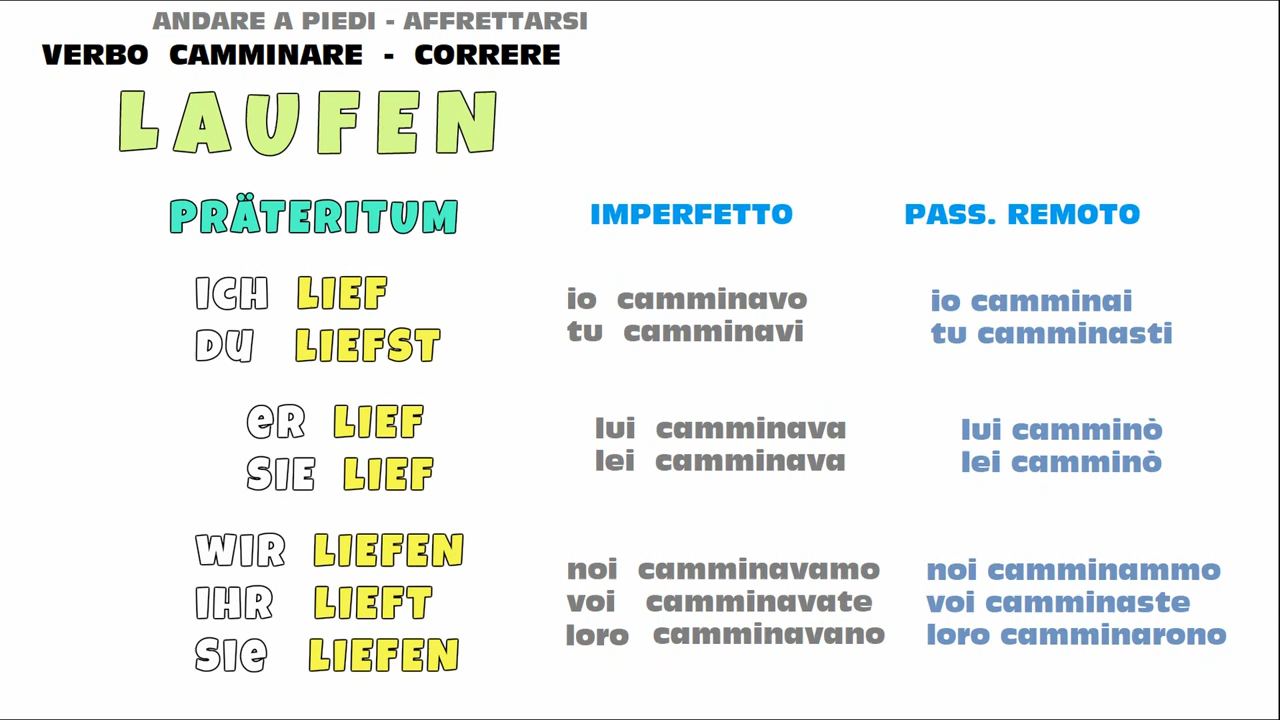 ANDARE A PIEDI - AFFRETTARSI
VERBO CAMMINARE - CORRERE
LAUFEN
PRÄTERITUM
ICH LIEF
DU LIEFST
er LIEF
SIE LIEF
WIR LIEFEN
IHR LIEFT
SIe LIEFEN
IMPERFETTO
io camminavo
tu camminavi
lui camminava
lei camminava
noi camminavamo
voi camminavate
loro camminavano
PASS. REMOTO
io camminai
tu camminasti
lui camminò
lei camminò
noi camminammo
voi camminaste
loro camminarono